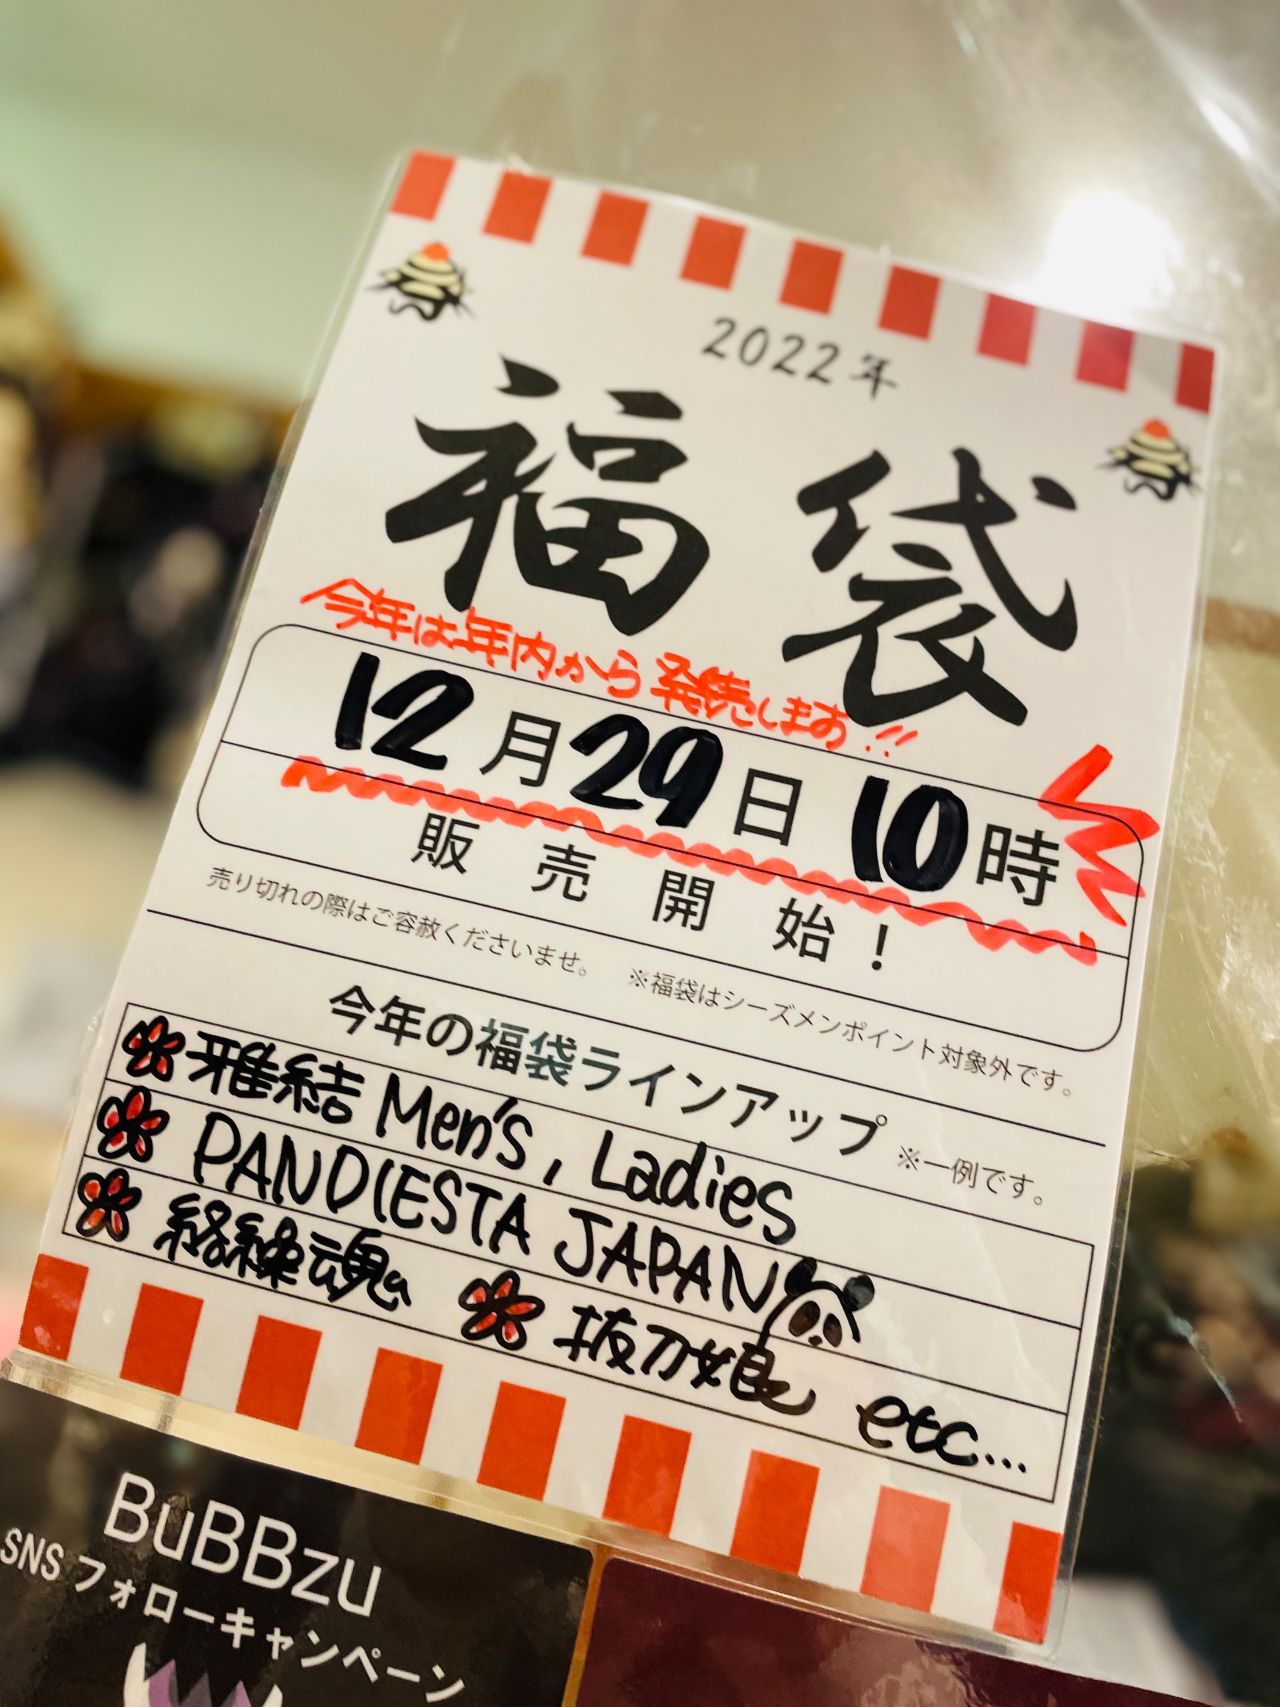 2022年
福袋
今年は年内から発売します!!
12月29日10時
販売開始!
売り切れの際はご容赦くださいませ。 ※福袋はシーズメンポイント対象外です。
今年の福袋ラインアップ ※一例です。
雅結 Men's, Ladies
PANDIESTA JAPAN
絡繰魂 抜刀娘 etc...
BuBBzu
SNSフォローキャンペーン